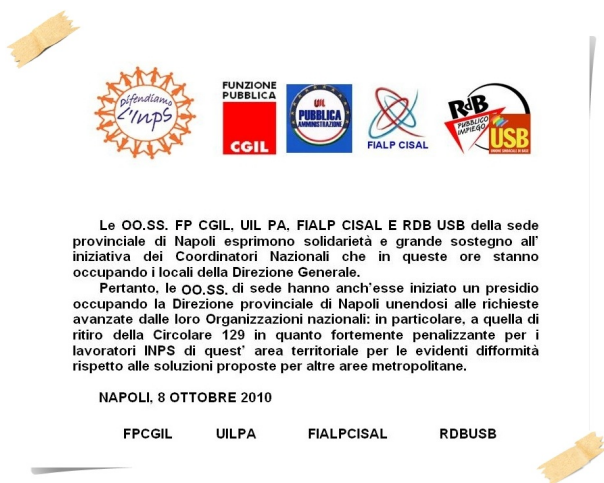 Difendiamo
L'Inps
FUNZIONE
PUBBLICA
CGIL
UIL
PUBBLICA
AMMINISTRAZIONE
FIALP CISAL
RdB
PUBBLICO
IMPIEGO
USB
Le OO.SS. FP CGIL, UIL PA, FIALP CISAL E RDB USB della sede
provinciale di Napoli esprimono solidarietà e grande sostegno all'
iniziativa dei Coordinatori Nazionali che in queste ore stanno
occupando i locali della Direzione Generale.
Pertanto, le OO.SS. di sede hanno anch'esse iniziato un presidio
occupando la Direzione provinciale di Napoli unendosi alle richieste
avanzate dalle loro Organizzazioni nazionali: in particolare, a quella di
ritiro della Circolare 129 in quanto fortemente penalizzante per i
lavoratori INPS di quest' area territoriale per le evidenti difformità
rispetto alle soluzioni proposte per altre aree metropolitane.
NAPOLI, 8 OTTOBRE 2010
FPCGIL UILPA FIALPCISAL RDBUSB